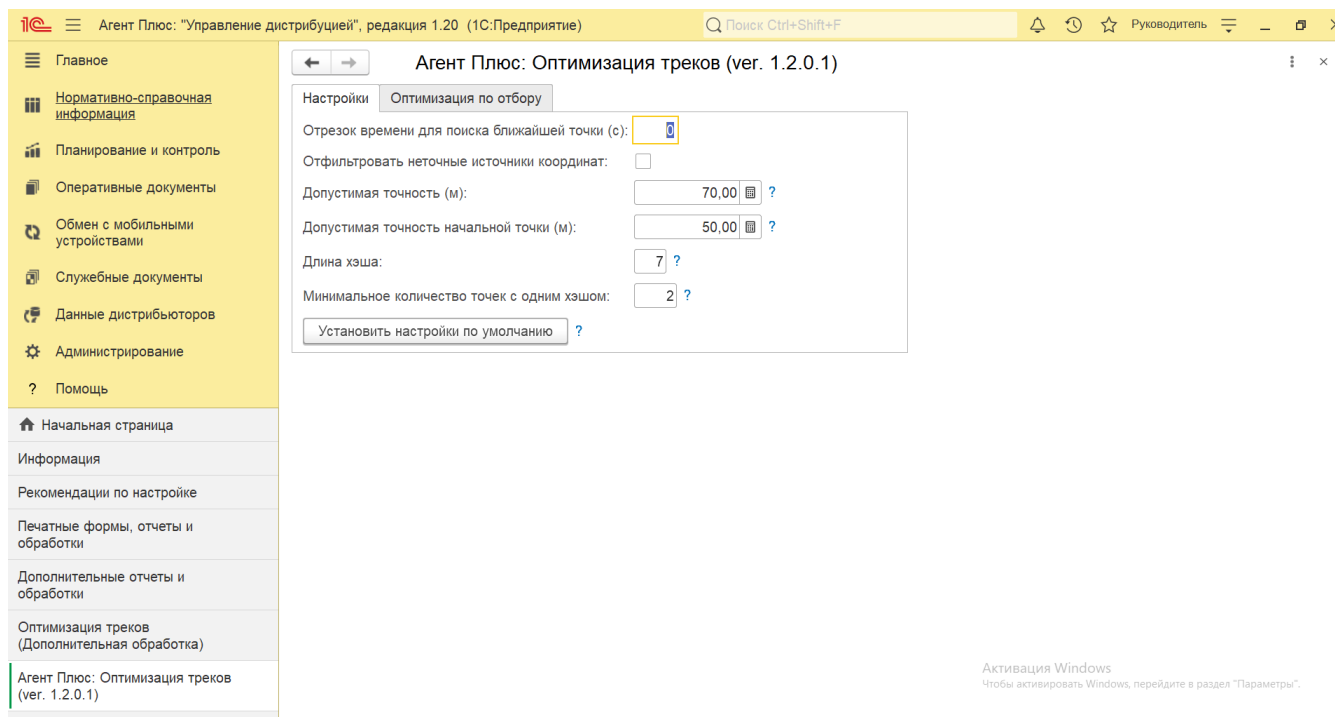 Агент Плюс: "Управление дистрибуцией", редакция 1.20 (1С:Предприятие)
Поиск Ctrl+Shift+F
Руководитель
Главное
Нормативно-справочная
информация
Планирование и контроль
Оперативные документы
Обмен с мобильными
устройствами
Служебные документы
Данные дистрибьюторов
Администрирование
? Помощь
Начальная страница
Информация
Рекомендации по настройке
Печатные формы, отчеты и
обработки
Дополнительные отчеты и
обработки
Оптимизация треков
(Дополнительная обработка)
Агент Плюс: Оптимизация треков
(ver. 1.2.0.1)
Агент Плюс: Оптимизация треков (ver. 1.2.0.1)
Настройки Оптимизация по отбору
Отрезок времени для поиска ближайшей точки (с): 0
Отфильтровать неточные источники координат:
Допустимая точность (м): 70,00 ?
Допустимая точность начальной точки (м): 50,00 ?
Длина хэша: 7 ?
Минимальное количество точек с одним хэшом: 2 ?
Установить настройки по умолчанию ?
Активация Windows
Чтобы активировать Windows, перейдите в раздел "Параметры".